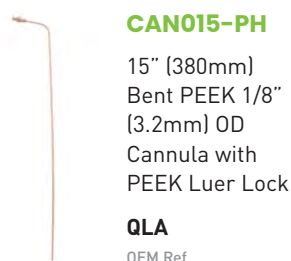 CAN015-PH
15” (380mm)
Bent PEEK 1/8”
(3.2mm) OD
Cannula with
PEEK Luer Lock
QLA
OEM Ref